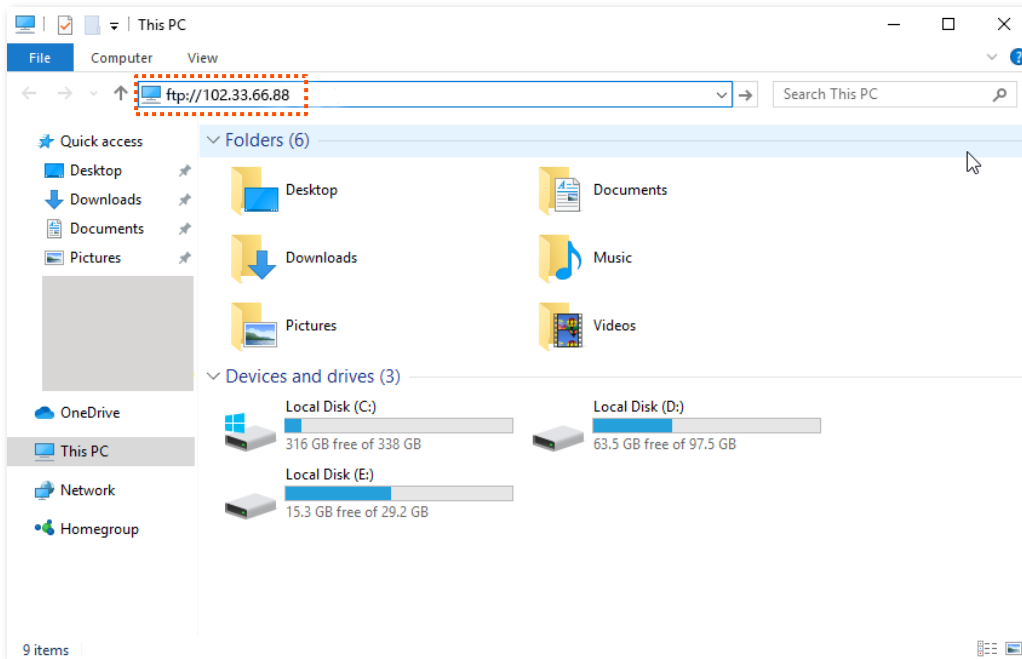 This PC
File Computer View
ftp://102.33.66.88 Search This PC
Quick access
Desktop
Downloads
Documents
Pictures
OneDrive
This PC
Network
Homegroup
Folders (6)
Desktop Documents
Downloads Music
Pictures Videos
Devices and drives (3)
Local Disk (C:) Local Disk (D:)
316 GB free of 338 GB 63.5 GB free of 97.5 GB
Local Disk (E:)
15.3 GB free of 29.2 GB
9 items